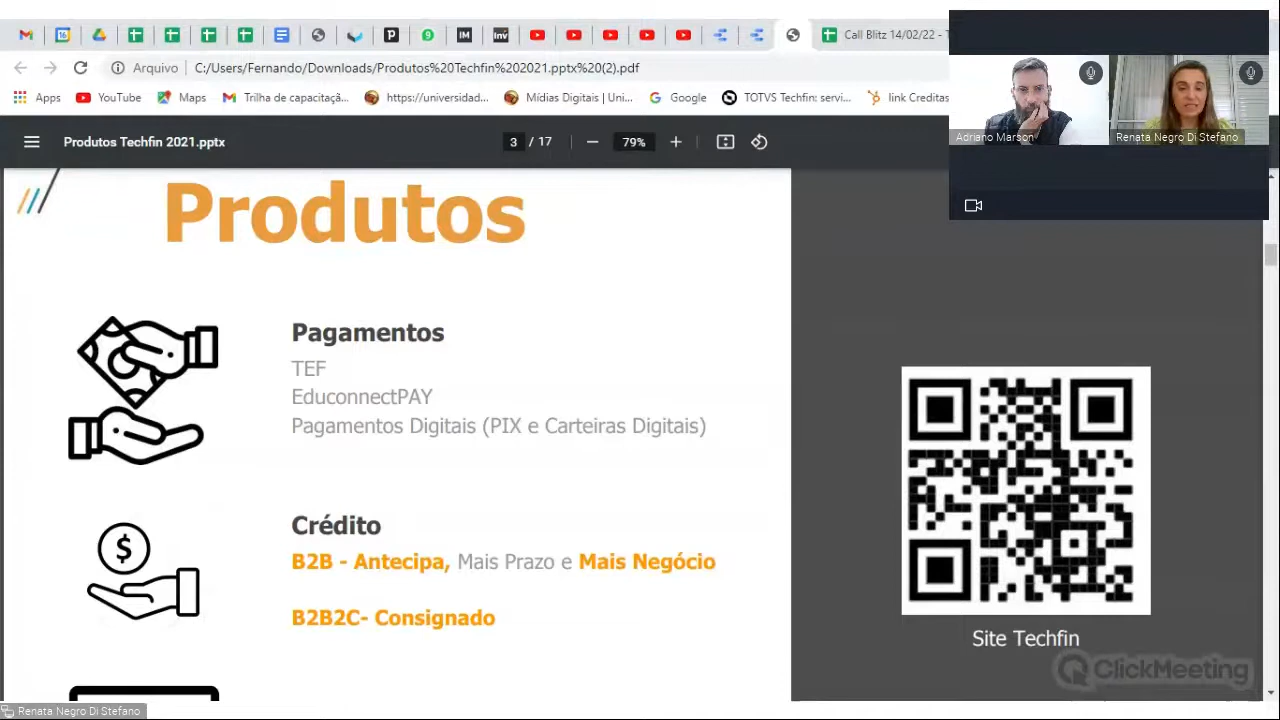 Call Blitz 14/02/22 - T
Arquivo
C:/Users/Fernando/Downloads/Produtos%20Techfin%202021.pptx%20(2).pdf
Apps
YouTube
Maps
Trilha de capacitaçã...
https://universidad...
Mídias Digitais | Uni...
Google
TOTVS Techfin: servi...
link Creditas
Adriano Marson
Renata Negro Di Stefano
Produtos Techfin 2021.pptx
3 / 17
79%
Produtos
Pagamentos
TEF
EduconnectPAY
Pagamentos Digitais (PIX e Carteiras Digitais)
Crédito
B2B - Antecipa, Mais Prazo e Mais Negócio
B2B2C- Consignado
Site Techfin
ClickMeeting
Renata Negro Di Stefano